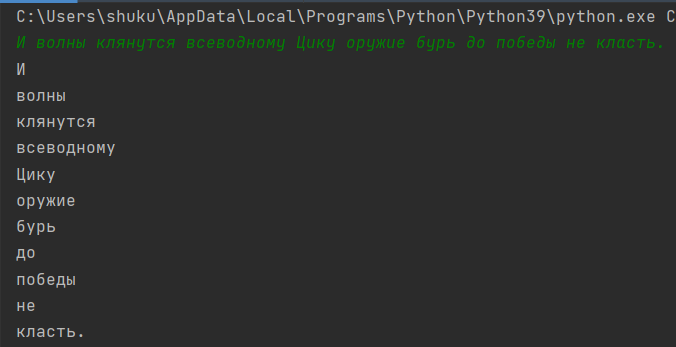 C:\Users\shuku\AppData\Local\Programs\Python\Python39\python.exe C
И волны клянутся всеводному Цику оружие бурь до победы не класть.
И
волны
клянутся
всеводному
Цику
оружие
бурь
до
победы
не
класть.